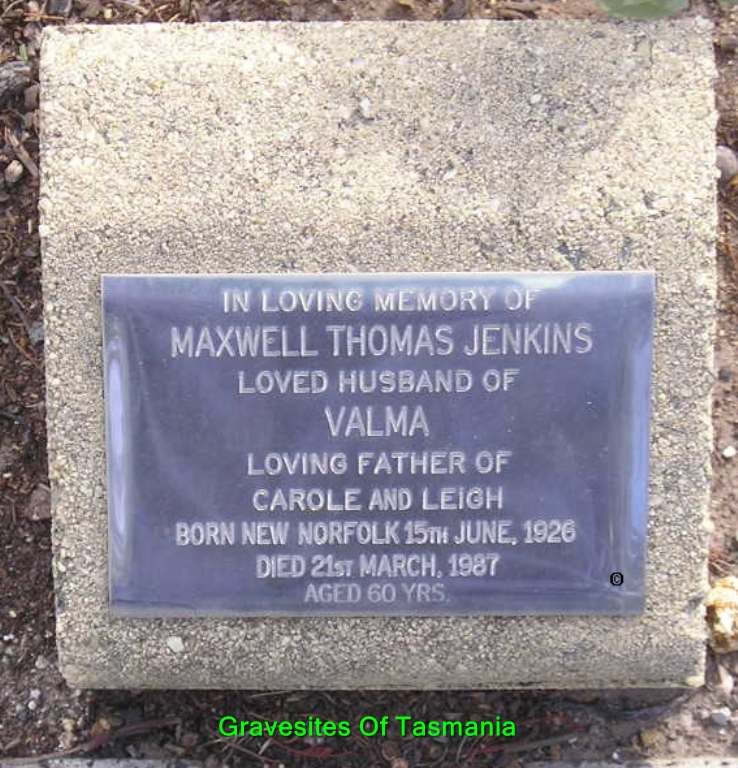 IN LOVING MEMORY OF
MAXWELL THOMAS JENKINS
LOVED HUSBAND OF
VALMA
LOVING FATHER OF
CAROLE AND LEIGH
BORN NEW NORFOLK 15TH JUNE, 1926
DIED 21ST MARCH, 1987
AGED 60 YRS.
©
Gravesites Of Tasmania